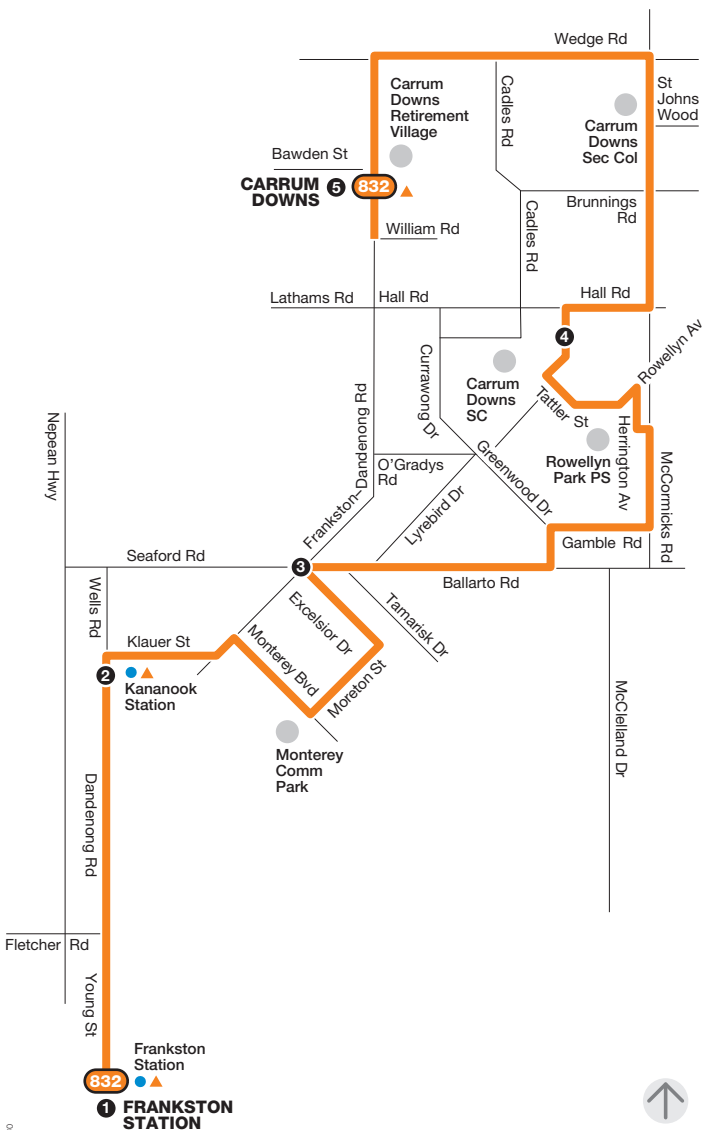 Wedge Rd
Carrum
Downs
Retirement
Village
Cadles Rd
St
Johns
Wood
Carrum
Downs
Sec Col
Bawden St
CARRUM
DOWNS
5
832
Brunnings
Rd
William Rd
Cadles Rd
Lathams Rd
Hall Rd
Hall Rd
4
Rowellyn Av
Currawong Dr
Carrum
Downs
SC
Tattler St
Frankston–Dandenong Rd
Nepean Hwy
Herrington Av
Rowellyn
Park PS
McCormicks Rd
O'Gradys
Rd
Greenwood Dr
Lyrebird Dr
Gamble Rd
Seaford Rd
3
Ballarto Rd
Wells Rd
Excelsior Dr
Tamarisk Dr
Klauer St
Monterey Bvd
Moreton St
2
Kananook
Station
McClelland Dr
Monterey
Comm
Park
Dandenong Rd
Fletcher Rd
Young St
Frankston
Station
832
1
FRANKSTON
STATION